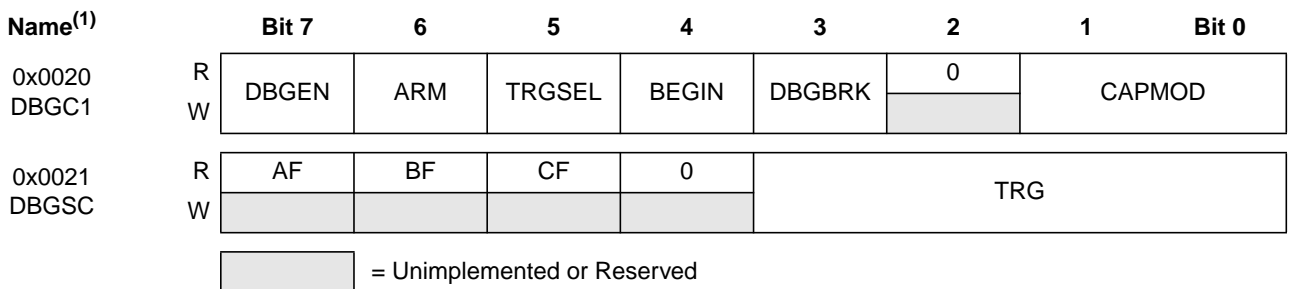 Name(1) Bit 7 6 5 4 3 2 1 Bit 0
0x0020 DBGC1 R DBGEN ARM TRGSEL BEGIN DBGBRK 0 CAPMOD
W
0x0021 DBGSC R AF BF CF 0 TRG
W
= Unimplemented or Reserved